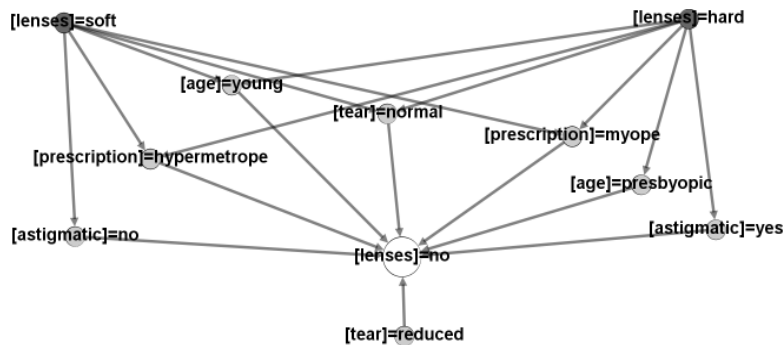 [lenses]=soft
[lenses]=hard
[age]=young
[tear]=normal
[prescription]=myope
[prescription]=hypermetrope
[age]=presbyopic
[astigmatic]=no
[astigmatic]=yes
[lenses]=no
[tear]=reduced